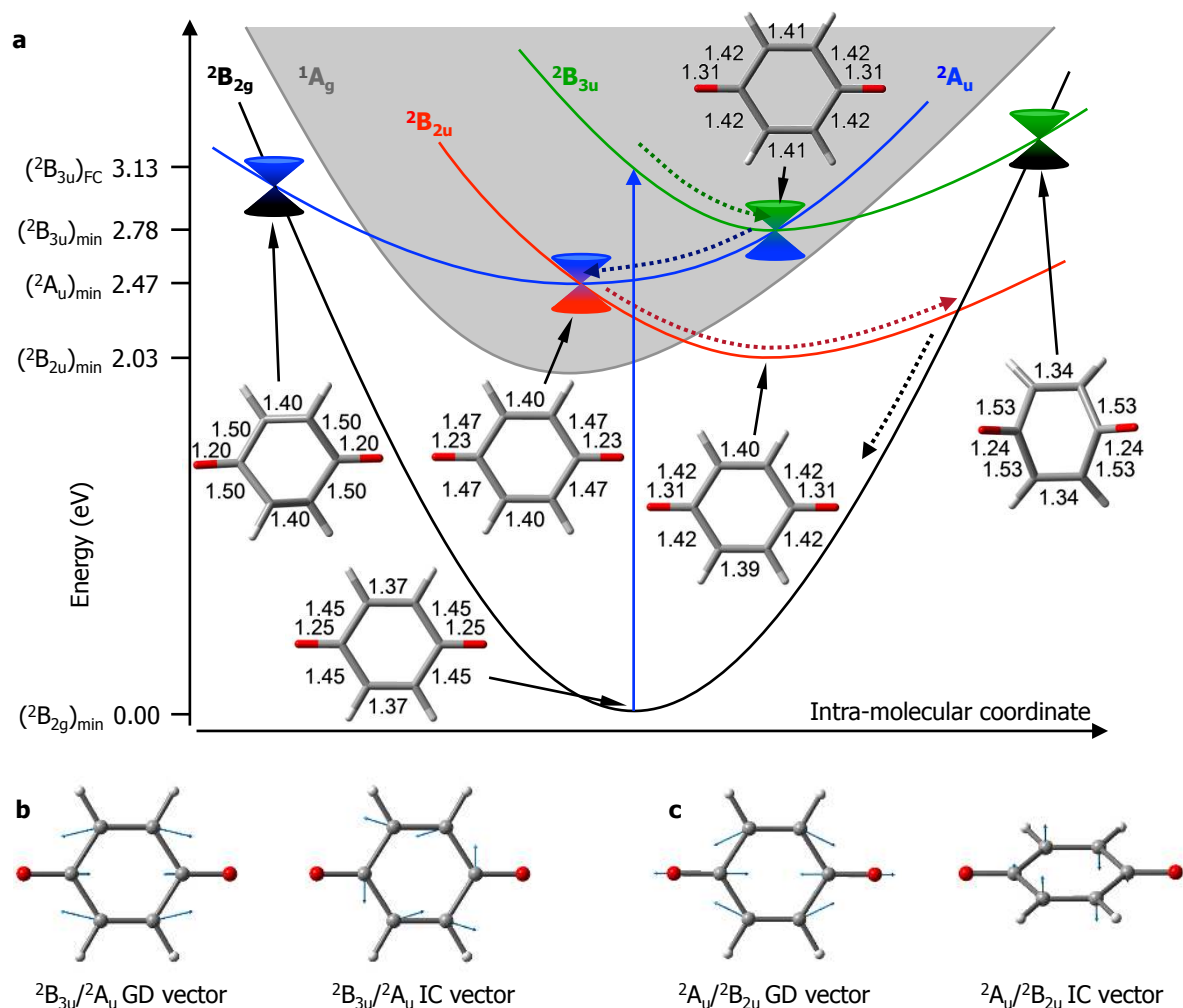 a
²B₂g
¹Ag
²B₂u
²B₃u
²Au
(²B₃u)FC 3.13
(²B₃u)min 2.78
(²Au)min 2.47
(²B₂u)min 2.03
(²B₂g)min 0.00
Energy (eV)
Intra-molecular coordinate
1.41
1.42 1.42
1.31 1.31
1.42 1.42
1.41
1.40
1.50 1.50
1.20 1.20
1.50 1.50
1.40
1.40
1.47 1.47
1.23 1.23
1.47 1.47
1.40
1.40
1.42 1.42
1.31 1.31
1.42 1.42
1.39
1.34
1.53 1.53
1.24 1.24
1.53 1.53
1.34
1.37
1.45 1.45
1.25 1.25
1.45 1.45
1.37
b
²B₃u/²Au GD vector
²B₃u/²Au IC vector
c
²Au/²B₂u GD vector
²Au/²B₂u IC vector